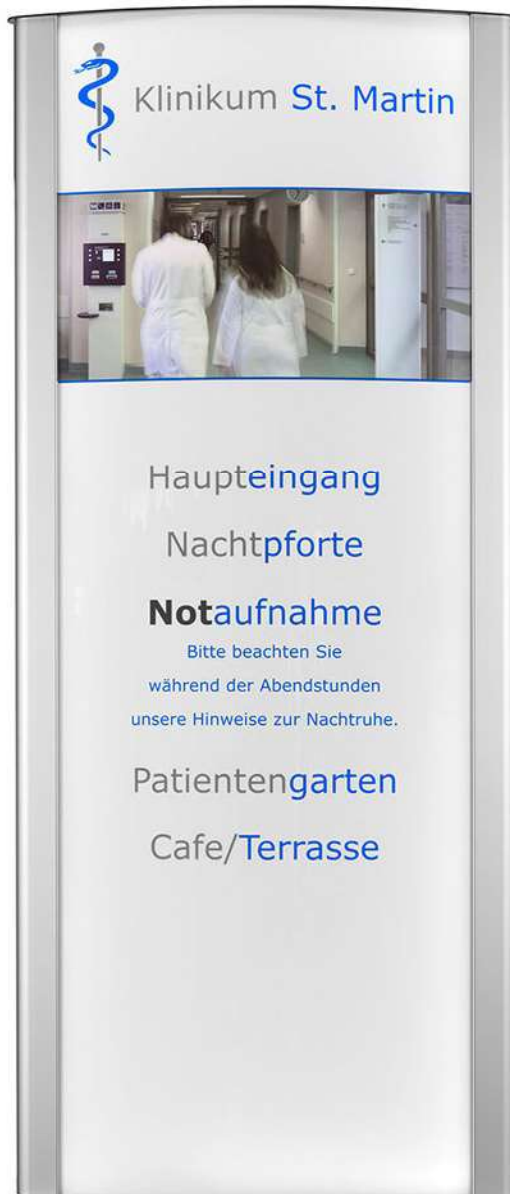 Klinikum St. Martin
Haupteingang
Nachtpforte
Notaufnahme
Bitte beachten Sie
während der Abendstunden
unsere Hinweise zur Nachtruhe.
Patientengarten
Cafe/Terrasse